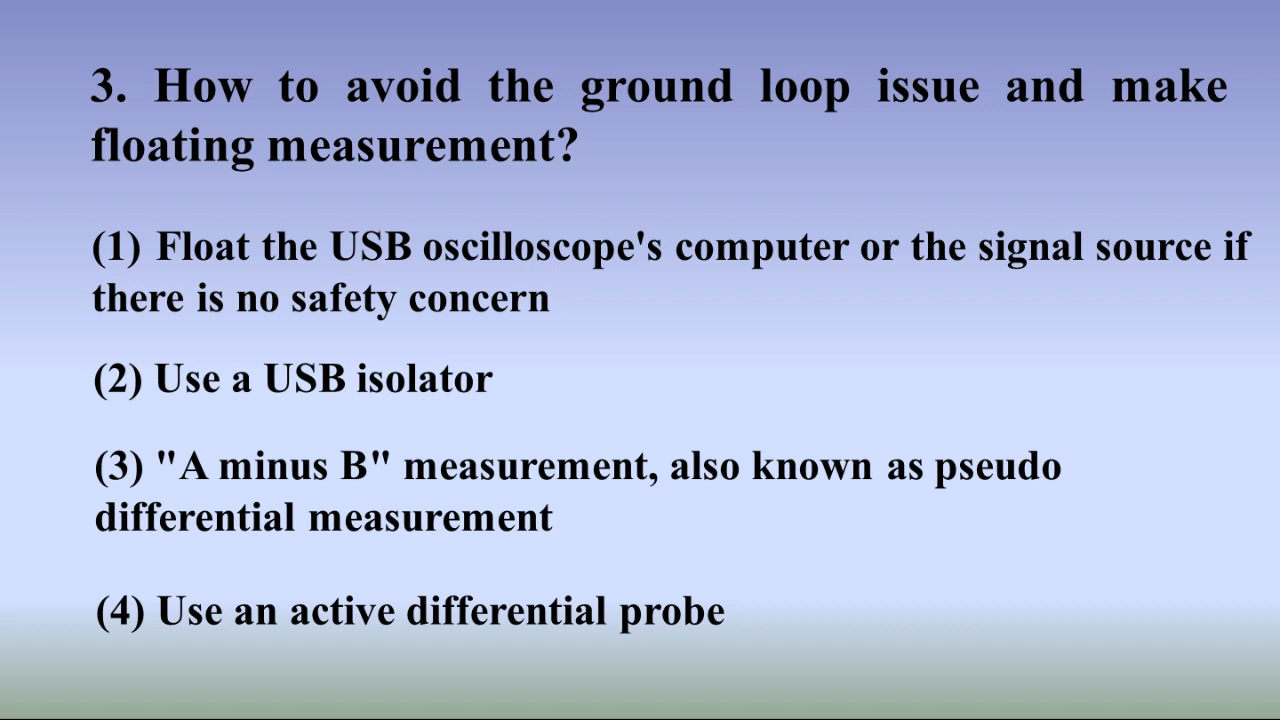 3. How to avoid the ground loop issue and make
floating measurement?
(1) Float the USB oscilloscope's computer or the signal source if
there is no safety concern
(2) Use a USB isolator
(3) "A minus B" measurement, also known as pseudo
differential measurement
(4) Use an active differential probe